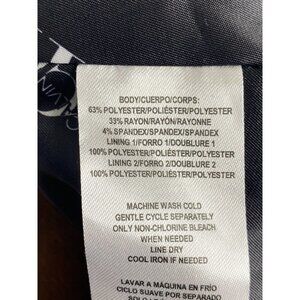 BODY/CUERPO/CORPS:
63% POLYESTER/POLIÉSTER/POLYESTER
33% RAYON/RAYÓN/RAYONNE
4% SPANDEX/SPANDEX/SPANDEX
LINING 1/FORRO 1/DOUBLURE 1
100% POLYESTER/POLIÉSTER/POLYESTER
LINING 2/FORRO 2/DOUBLURE 2
100% POLYESTER/POLIÉSTER/POLYESTER
MACHINE WASH COLD
GENTLE CYCLE SEPARATELY
ONLY NON-CHLORINE BLEACH
WHEN NEEDED
LINE DRY
COOL IRON IF NEEDED
LAVAR A MÁQUINA EN FRÍO
CICLO SUAVE POR SEPARADO